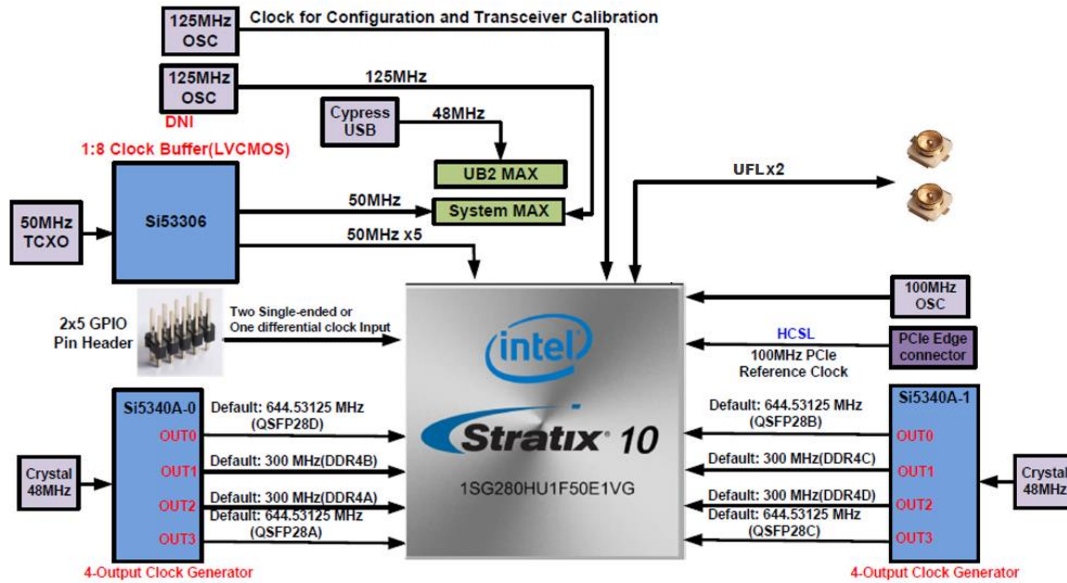 125MHz
OSC
Clock for Configuration and Transceiver Calibration
125MHz
OSC
DNI
125MHz
Cypress
USB
48MHz
1:8 Clock Buffer(LVCMOS)
UB2 MAX
UFLx2
50MHz
TCXO
Si53306
50MHz
System MAX
50MHz x5
2x5 GPIO
Pin Header
Two Single-ended or
One differential clock Input
100MHz
OSC
HCSL
100MHz PCIe
Reference Clock
PCIe Edge
connector
intel
Stratix® 10
1SG280HU1F50E1VG
Si5340A-0
OUT0
OUT1
OUT2
OUT3
Crystal
48MHz
4-Output Clock Generator
Default: 644.53125 MHz
(QSFP28D)
Default: 300 MHz(DDR4B)
Default: 300 MHz(DDR4A)
Default: 644.53125 MHz
(QSFP28A)
Default: 644.53125 MHz
(QSFP28B)
Default: 300 MHz(DDR4C)
Default: 300 MHz(DDR4D)
Default: 644.53125 MHz
(QSFP28C)
Si5340A-1
OUT0
OUT1
OUT2
OUT3
Crystal
48MHz
4-Output Clock Generator